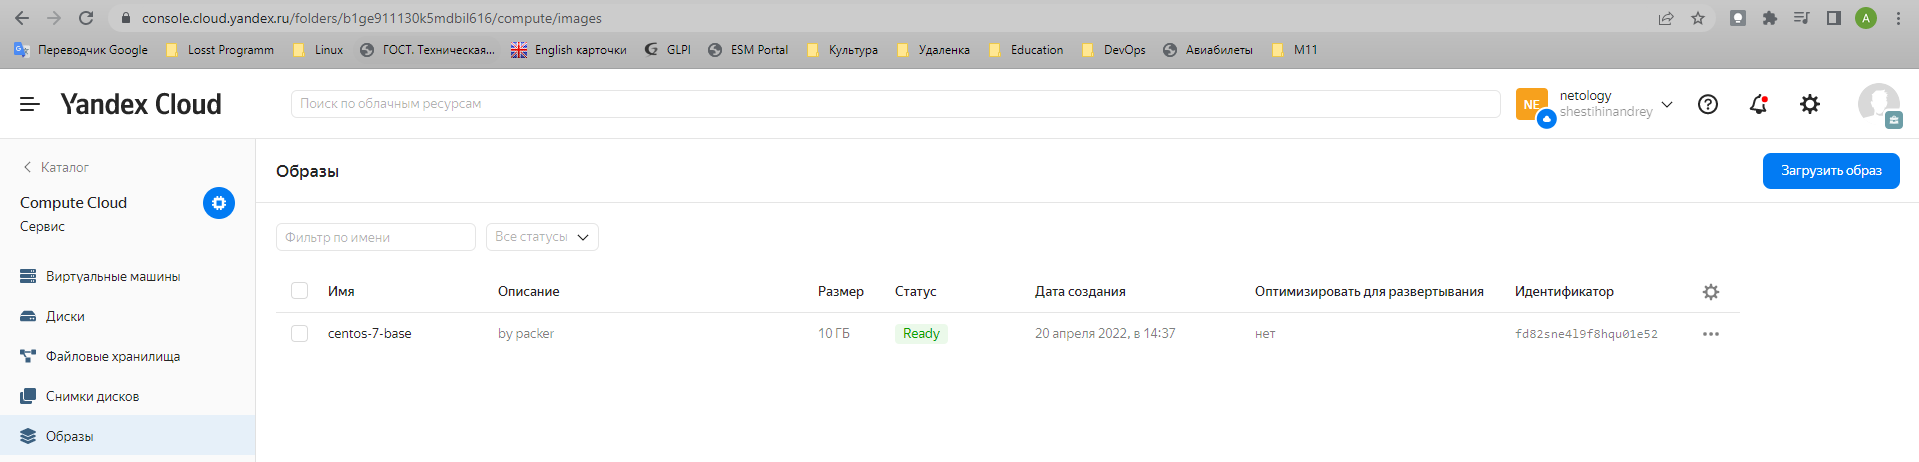 console.cloud.yandex.ru/folders/b1ge911130k5mdbil616/compute/images
A
Переводчик Google Losst Programm Linux ГОСТ. Техническая... English карточки GLPI ESM Portal Культура Удаленка Education DevOps Авиабилеты M11
Yandex Cloud
Поиск по облачным ресурсам
NE
netology
shestihinandrey
Каталог
Compute Cloud
Сервис
Виртуальные машины
Диски
Файловые хранилища
Снимки дисков
Образы
Образы
Загрузить образ
Фильтр по имени Все статусы
Имя Описание Размер Статус Дата создания Оптимизировать для развертывания Идентификатор
centos-7-base by packer 10 ГБ Ready 20 апреля 2022, в 14:37 нет fd82sne4l9f8hqu01e52